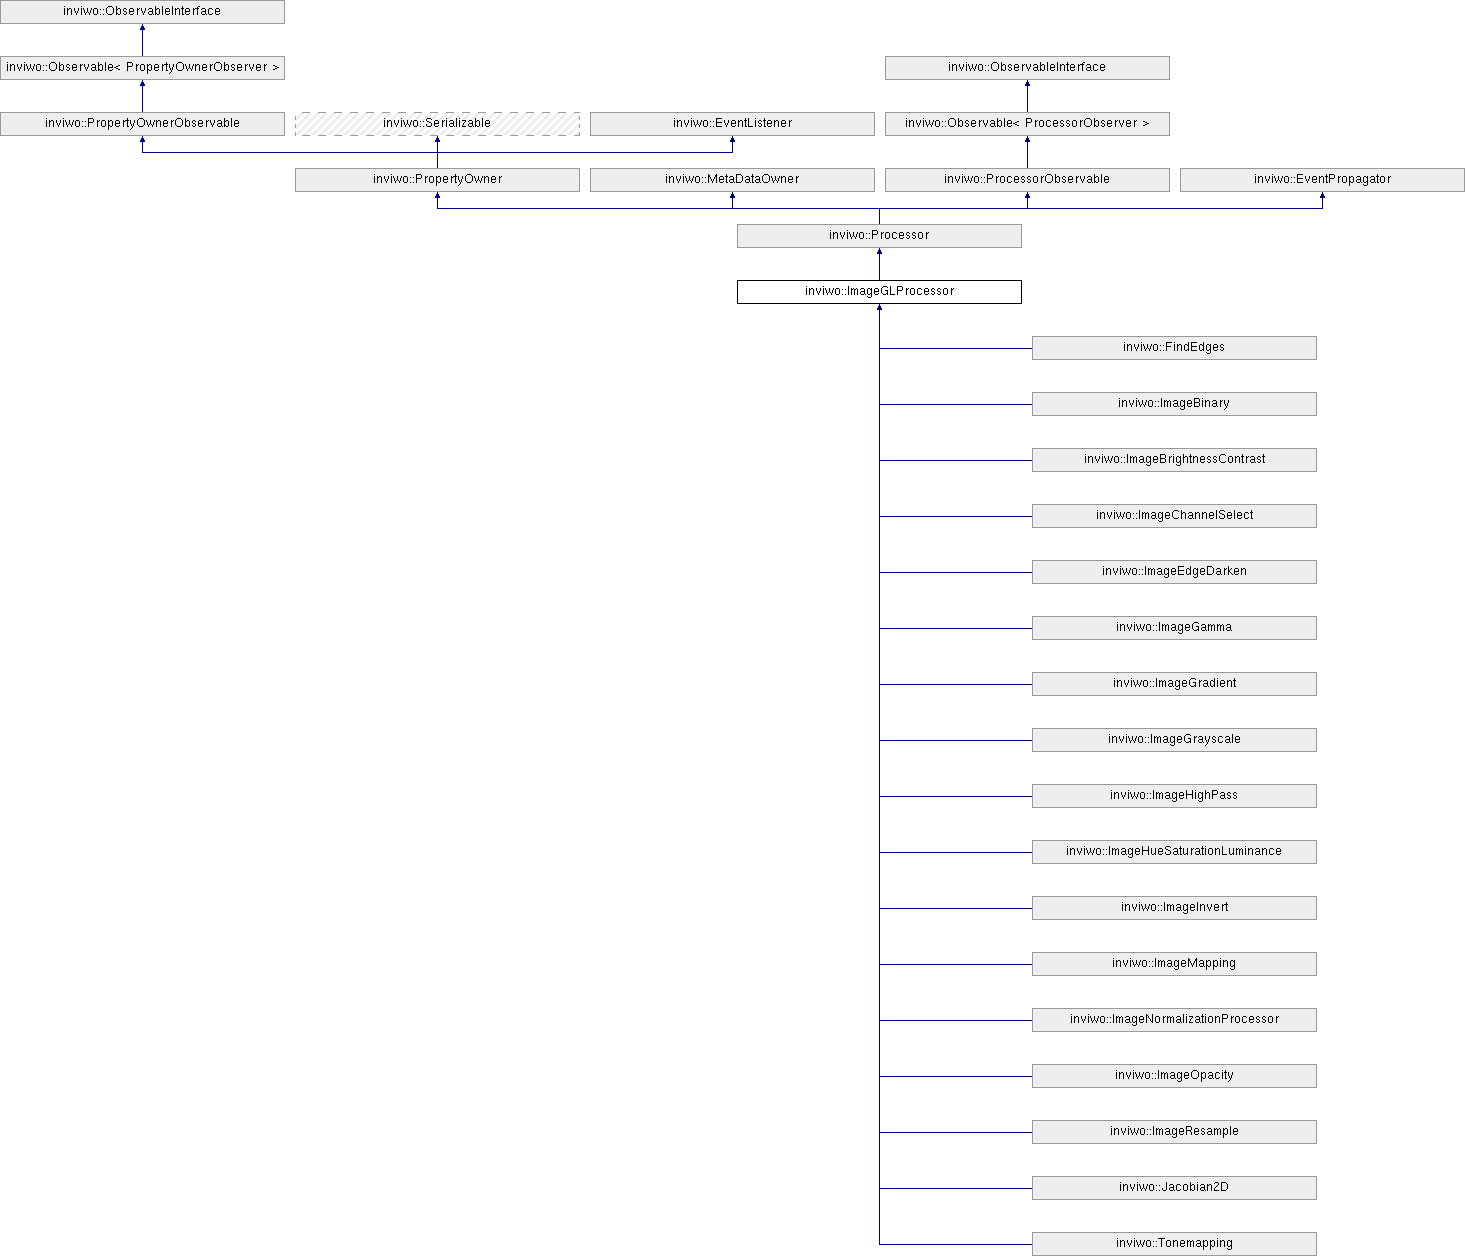 inviwo::ObservableInterface
inviwo::Observable< PropertyOwnerObserver >
inviwo::ObservableInterface
inviwo::PropertyOwnerObservable
inviwo::Serializable
inviwo::EventListener
inviwo::Observable< ProcessorObserver >
inviwo::PropertyOwner
inviwo::MetaDataOwner
inviwo::ProcessorObservable
inviwo::EventPropagator
inviwo::Processor
inviwo::ImageGLProcessor
inviwo::FindEdges
inviwo::ImageBinary
inviwo::ImageBrightnessContrast
inviwo::ImageChannelSelect
inviwo::ImageEdgeDarken
inviwo::ImageGamma
inviwo::ImageGradient
inviwo::ImageGrayscale
inviwo::ImageHighPass
inviwo::ImageHueSaturationLuminance
inviwo::ImageInvert
inviwo::ImageMapping
inviwo::ImageNormalizationProcessor
inviwo::ImageOpacity
inviwo::ImageResample
inviwo::Jacobian2D
inviwo::Tonemapping